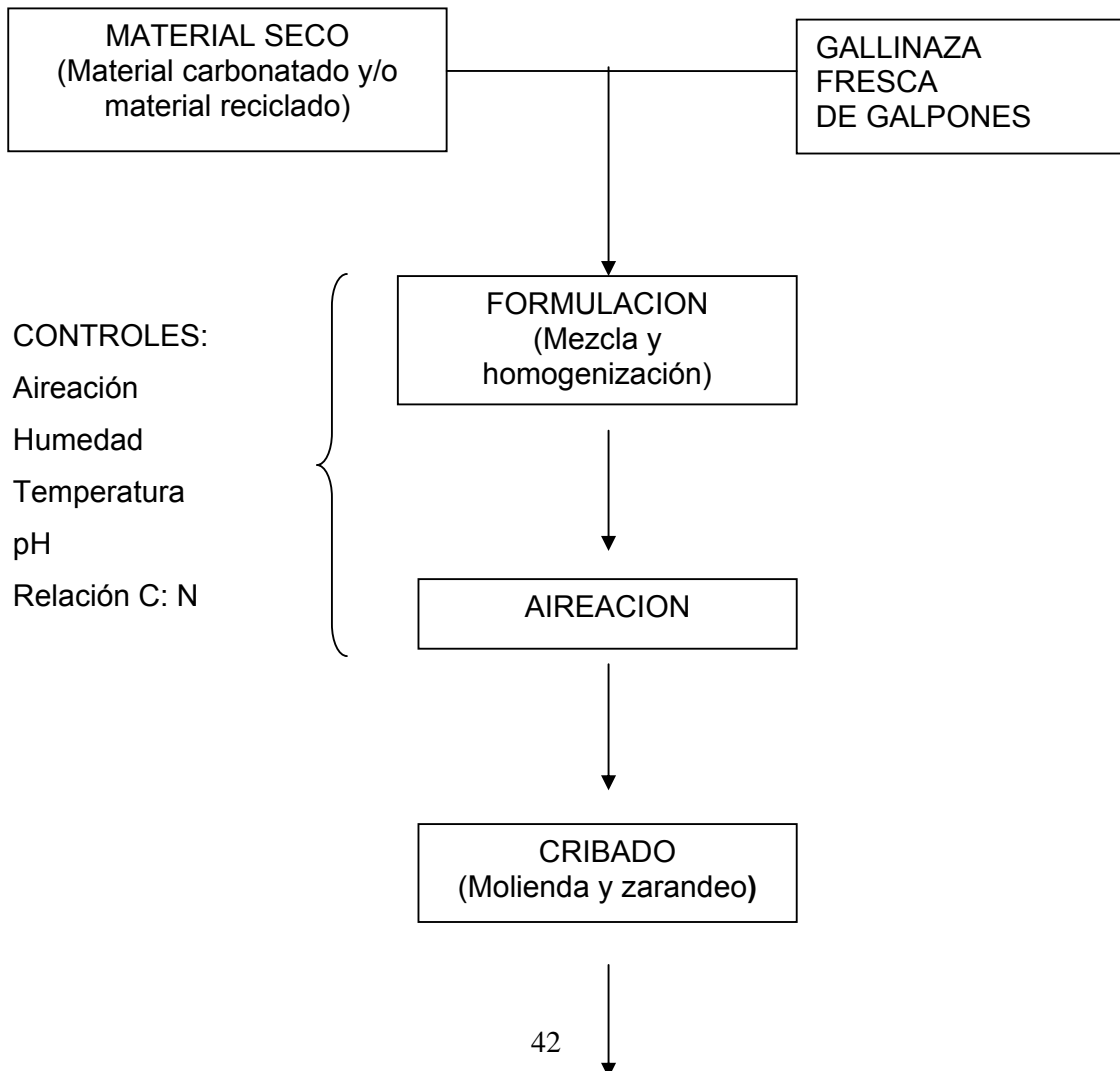 MATERIAL SECO
(Material carbonatado y/o
material reciclado)
GALLINAZA
FRESCA
DE GALPONES
FORMULACION
(Mezcla y
homogenización)
CONTROLES:
Aireación
Humedad
Temperatura
pH
Relación C: N
AIREACION
CRIBADO
(Molienda y zarandeo)
42